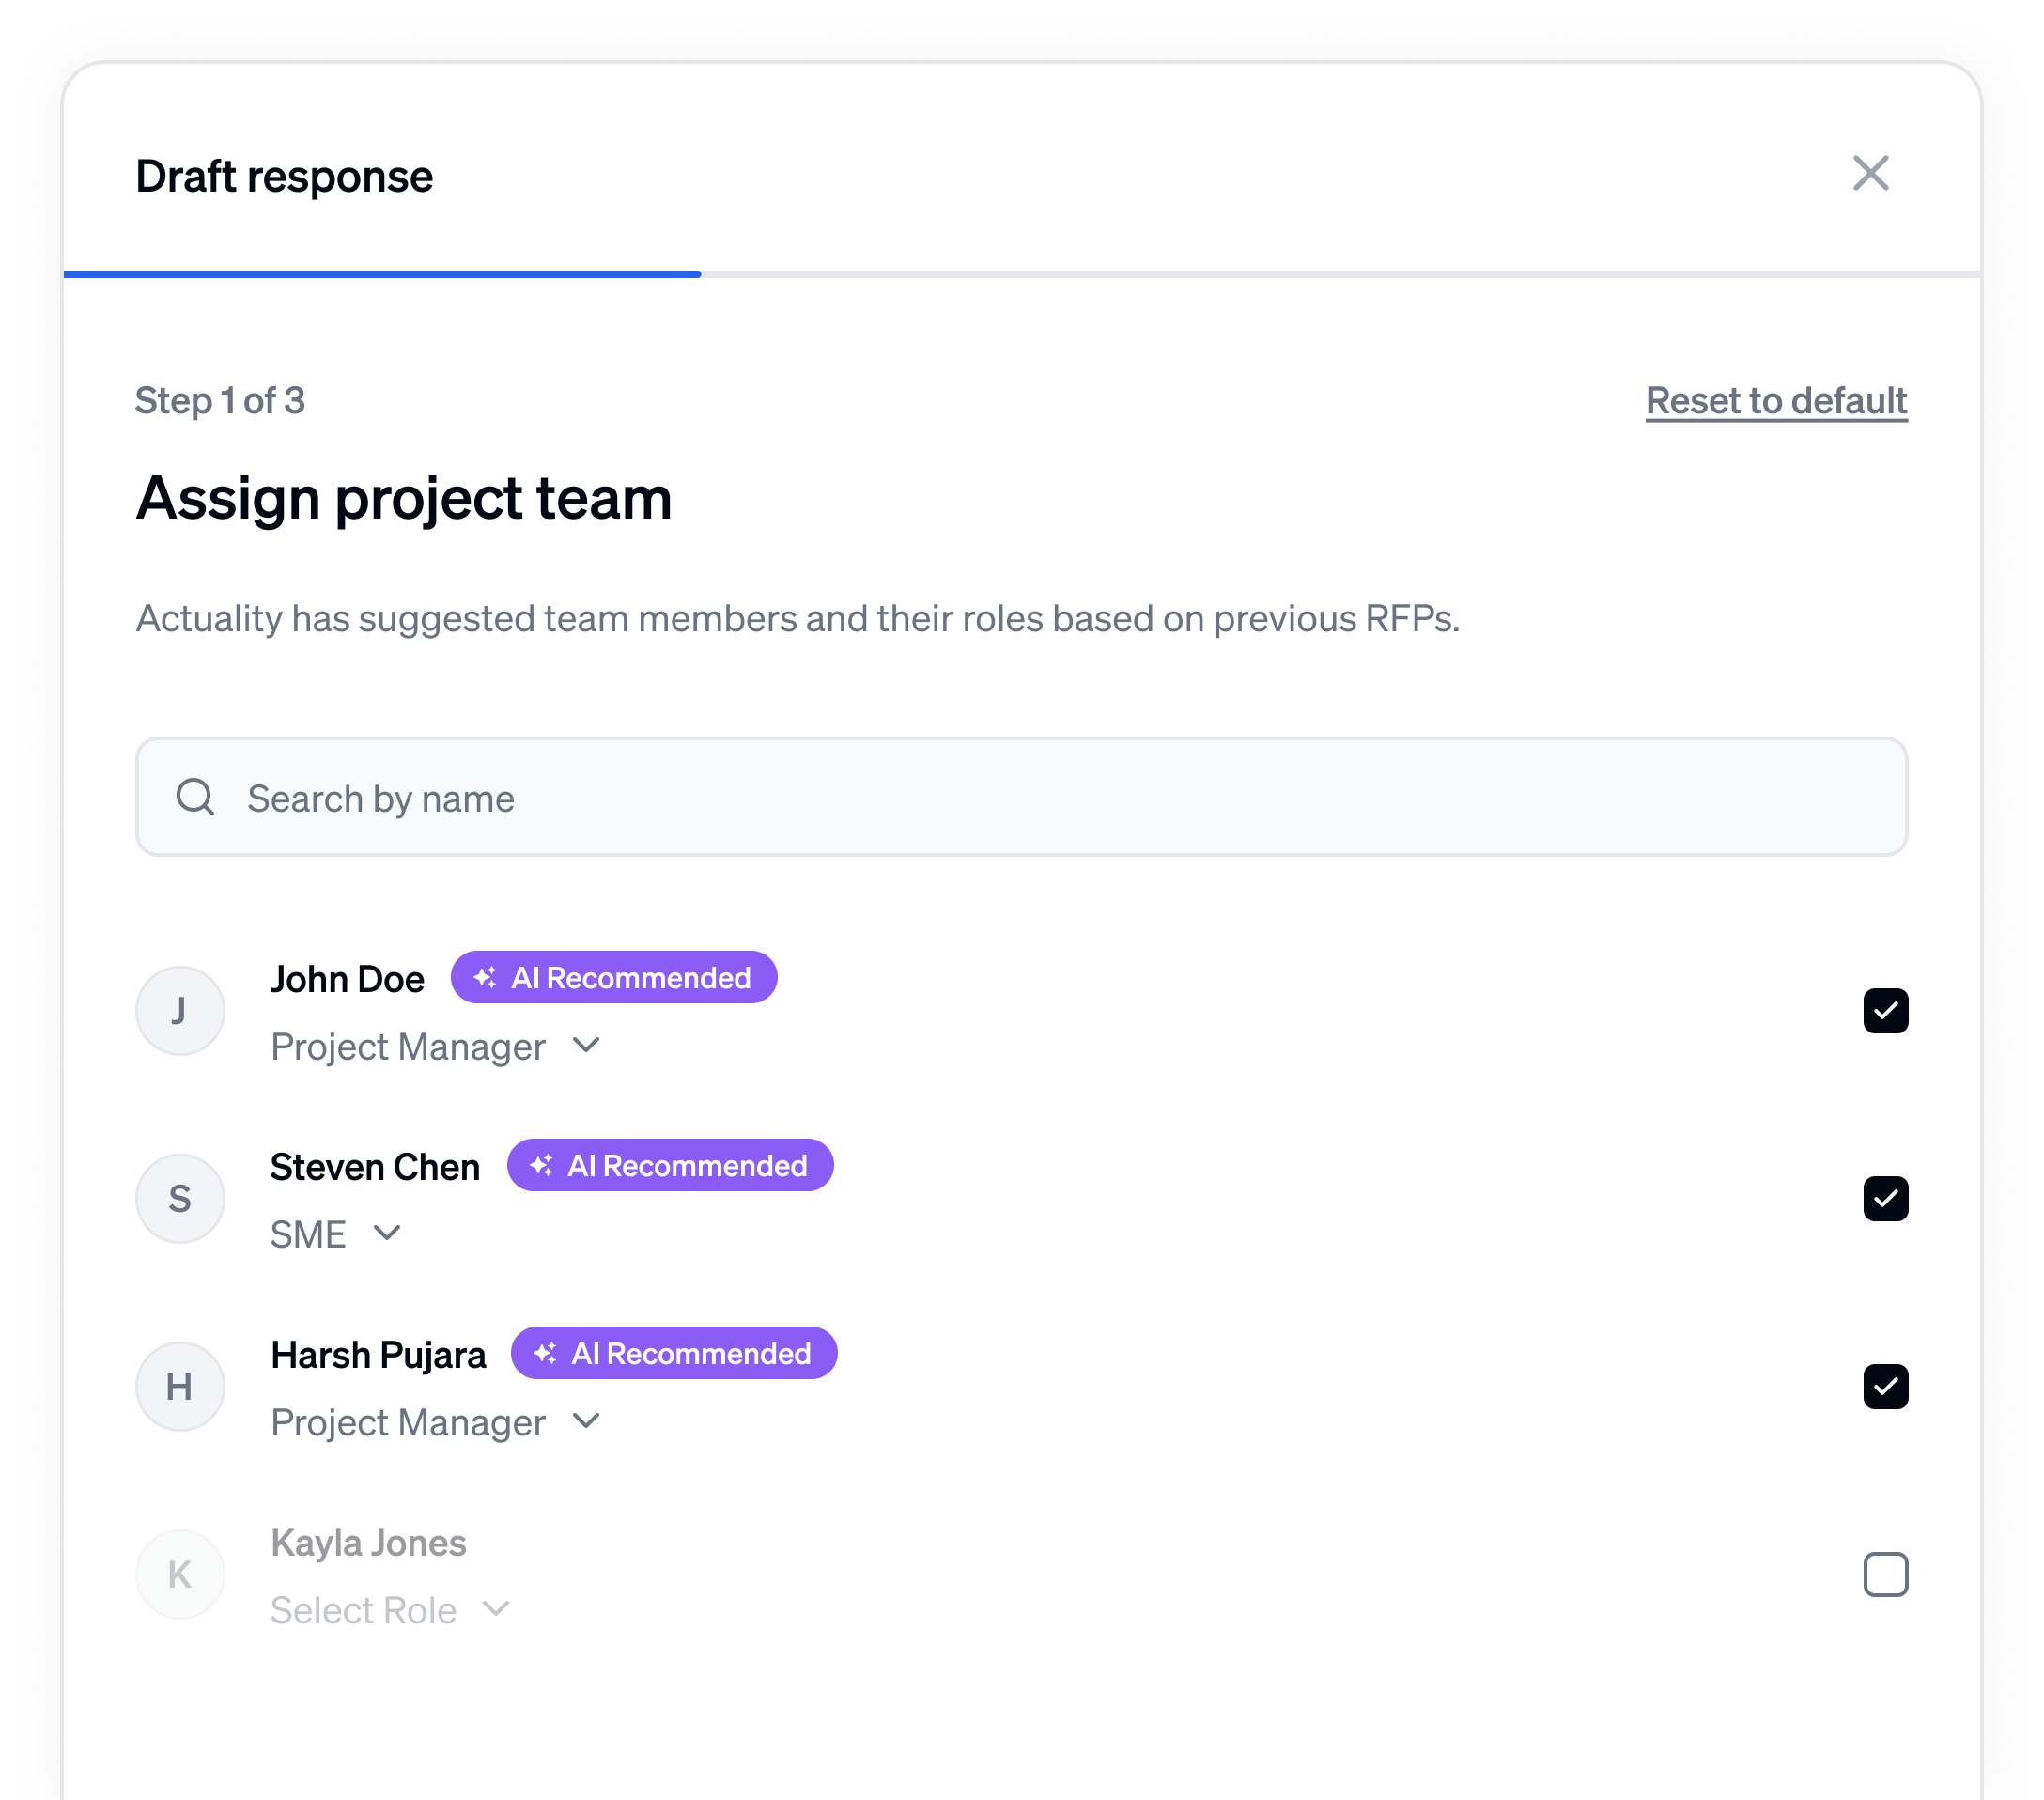 Draft response
Step 1 of 3
Reset to default
Assign project team
Actuality has suggested team members and their roles based on previous RFPs.
Search by name
J
John Doe
AI Recommended
Project Manager
S
Steven Chen
AI Recommended
SME
H
Harsh Pujara
AI Recommended
Project Manager
K
Kayla Jones
Select Role